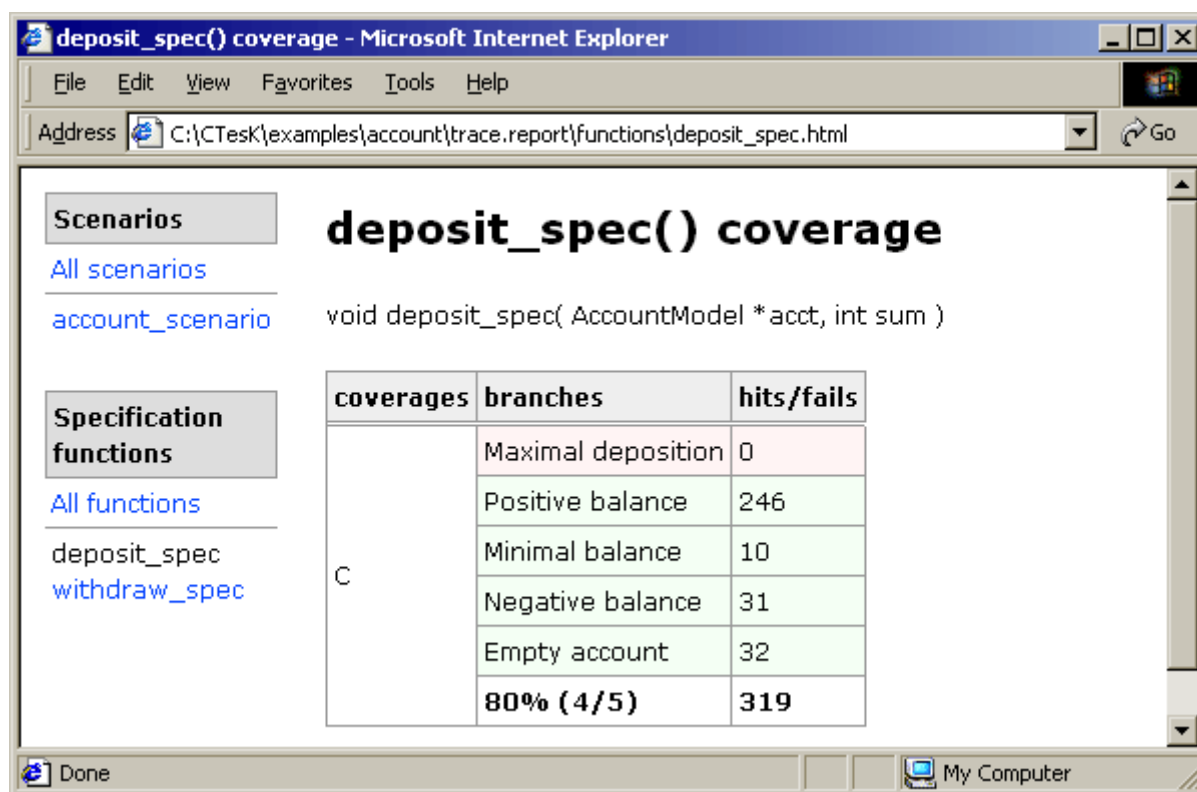 deposit_spec() coverage - Microsoft Internet Explorer
File Edit View Favorites Tools Help
Address C:\CTesK\examples\account\trace.report\functions\deposit_spec.html Go
Scenarios
All scenarios
account_scenario
Specification
functions
All functions
deposit_spec
withdraw_spec
deposit_spec() coverage
void deposit_spec( AccountModel *acct, int sum )
coverages branches hits/fails
C
Maximal deposition 0
Positive balance 246
Minimal balance 10
Negative balance 31
Empty account 32
80% (4/5) 319
Done My Computer